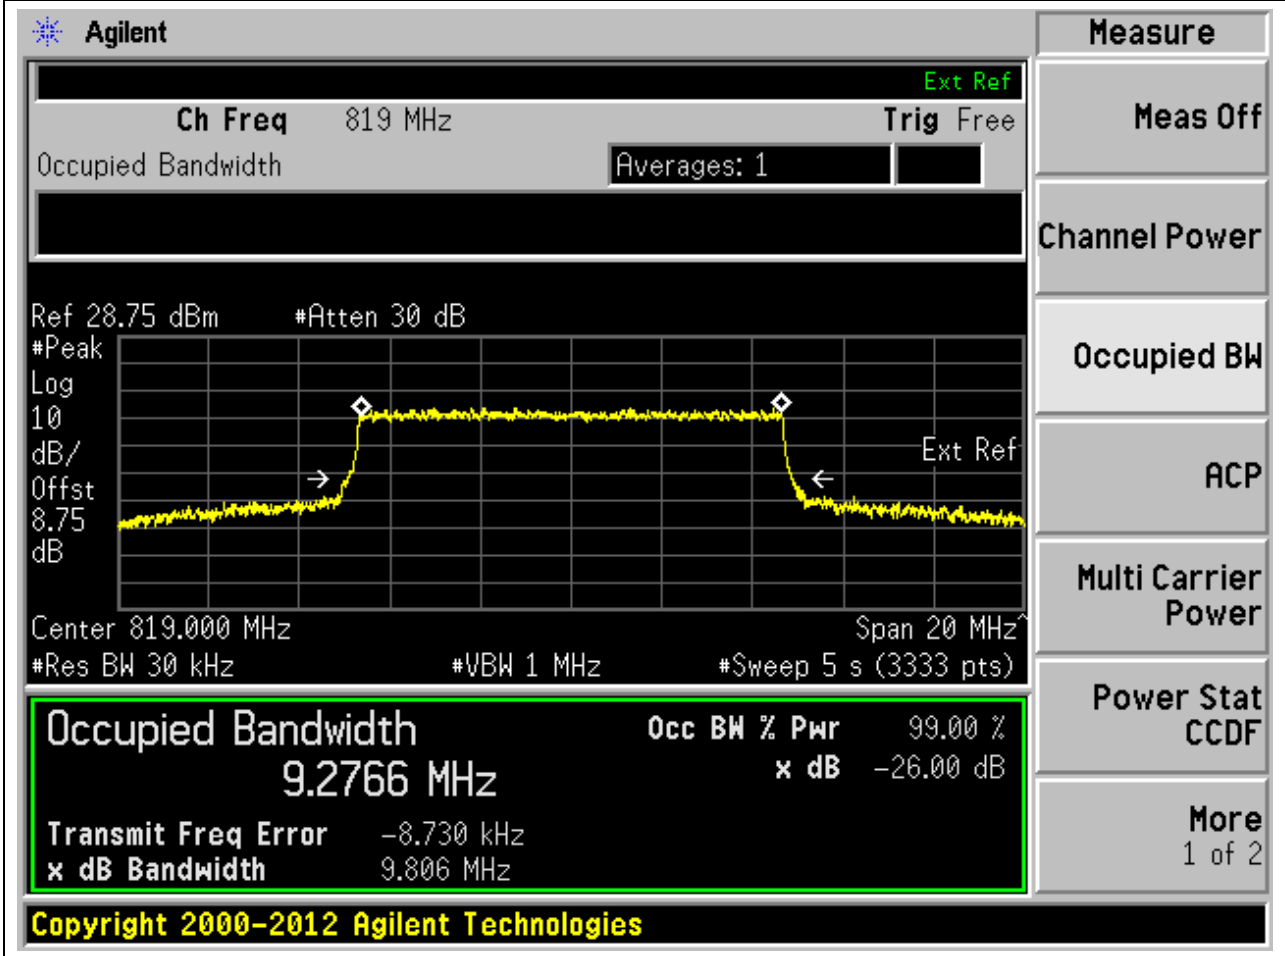 Agilent
Measure
Ext Ref
Ch Freq 819 MHz Trig Free
Meas Off
Occupied Bandwidth Averages: 1
Channel Power
Ref 28.75 dBm #Atten 30 dB
#Peak
Log
10
dB/
Offst
8.75
dB
Ext Ref
Occupied BW
ACP
Center 819.000 MHz Span 20 MHz^
#Res BW 30 kHz #VBW 1 MHz #Sweep 5 s (3333 pts)
Multi Carrier
Power
Occupied Bandwidth
9.2766 MHz
Occ BW % Pwr 99.00 %
x dB -26.00 dB
Transmit Freq Error -8.730 kHz
x dB Bandwidth 9.806 MHz
Power Stat
CCDF
More
1 of 2
Copyright 2000-2012 Agilent Technologies